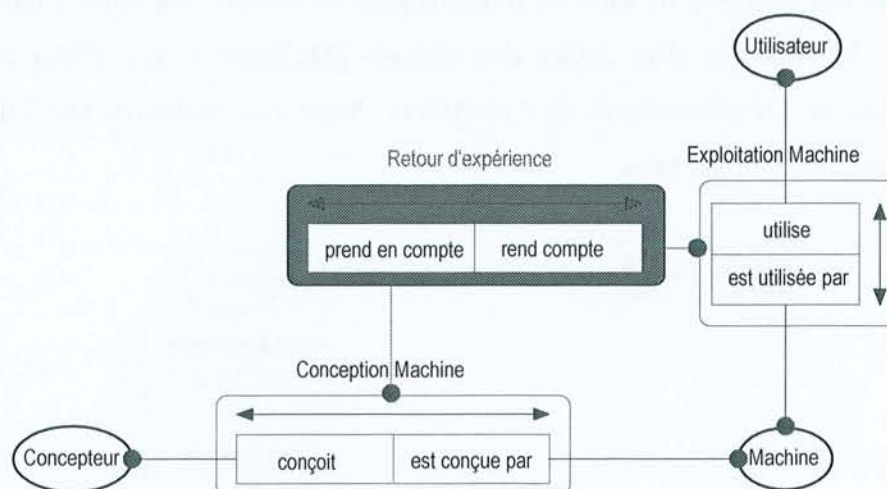 Utilisateur
Retour d'expérience
Exploitation Machine
prend en compte
rend compte
utilise
est utilisée par
Conception Machine
Concepteur
conçoit
est conçue par
Machine